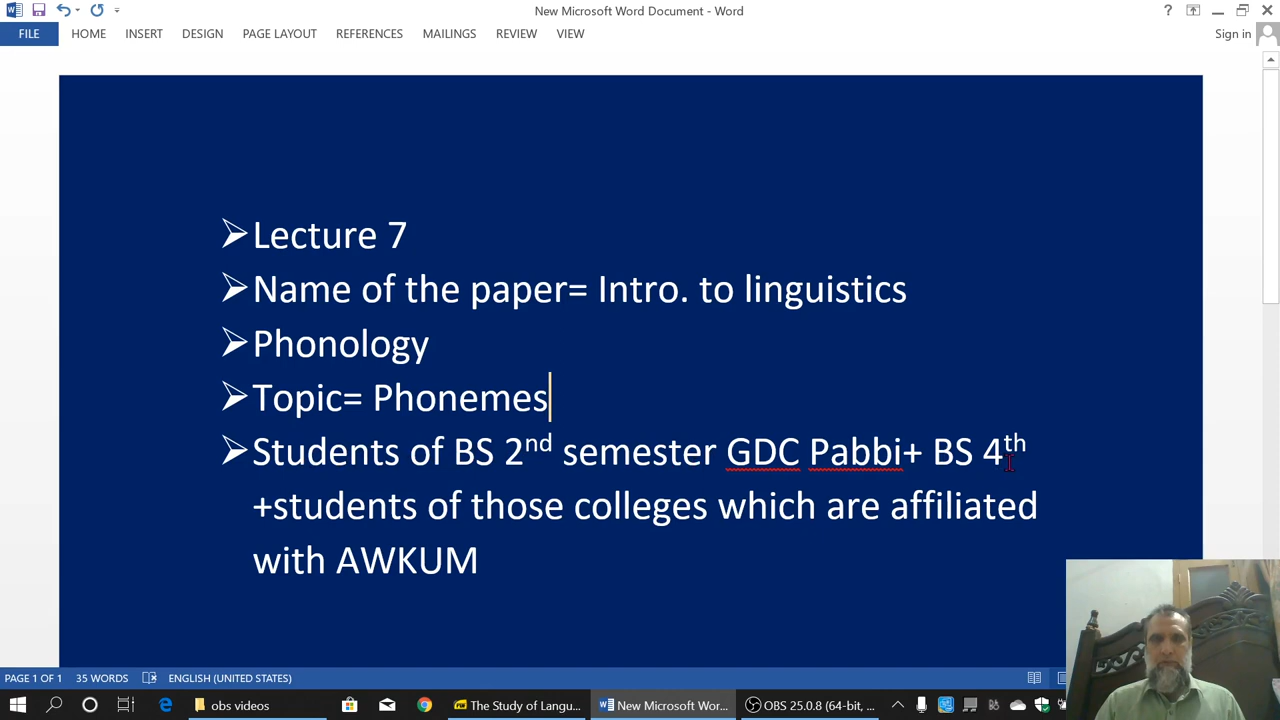 New Microsoft Word Document - Word
?
FILE HOME INSERT DESIGN PAGE LAYOUT REFERENCES MAILINGS REVIEW VIEW Sign in
Lecture 7
Name of the paper= Intro. to linguistics
Phonology
Topic= Phonemes
Students of BS 2nd semester GDC Pabbi+ BS 4th
+students of those colleges which are affiliated
with AWKUM
PAGE 1 OF 1 35 WORDS ENGLISH (UNITED STATES)
obs videos The Study of Langu... New Microsoft Wor... OBS 25.0.8 (64-bit, ...